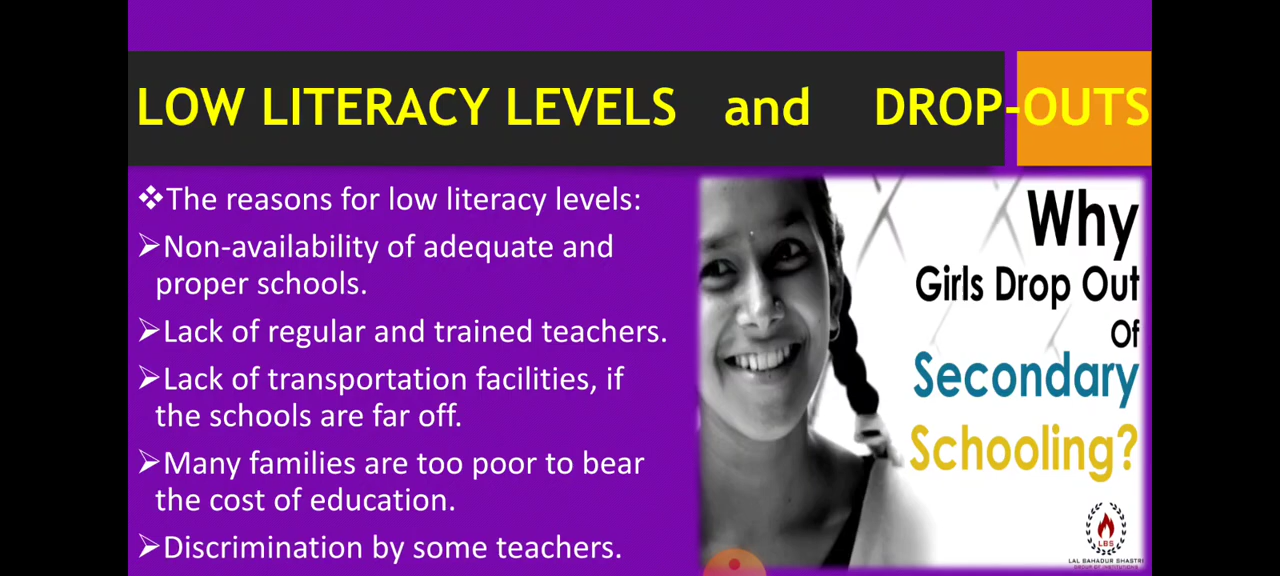 LOW LITERACY LEVELS and DROP-OUTS
❖The reasons for low literacy levels:
➢Non-availability of adequate and
proper schools.
➢Lack of regular and trained teachers.
➢Lack of transportation facilities, if
the schools are far off.
➢Many families are too poor to bear
the cost of education.
➢Discrimination by some teachers.
Why
Girls Drop Out
Of
Secondary
Schooling?
LBS
LAL BAHADUR SHASTRI
GROUP OF INSTITUTIONS